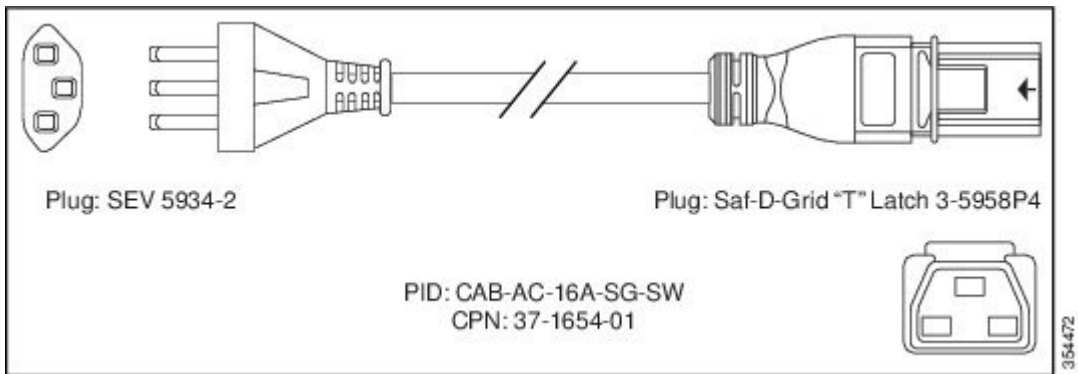 Plug: SEV 5934-2
Plug: Saf-D-Grid “T” Latch 3-5958P4
PID: CAB-AC-16A-SG-SW
CPN: 37-1654-01
354472